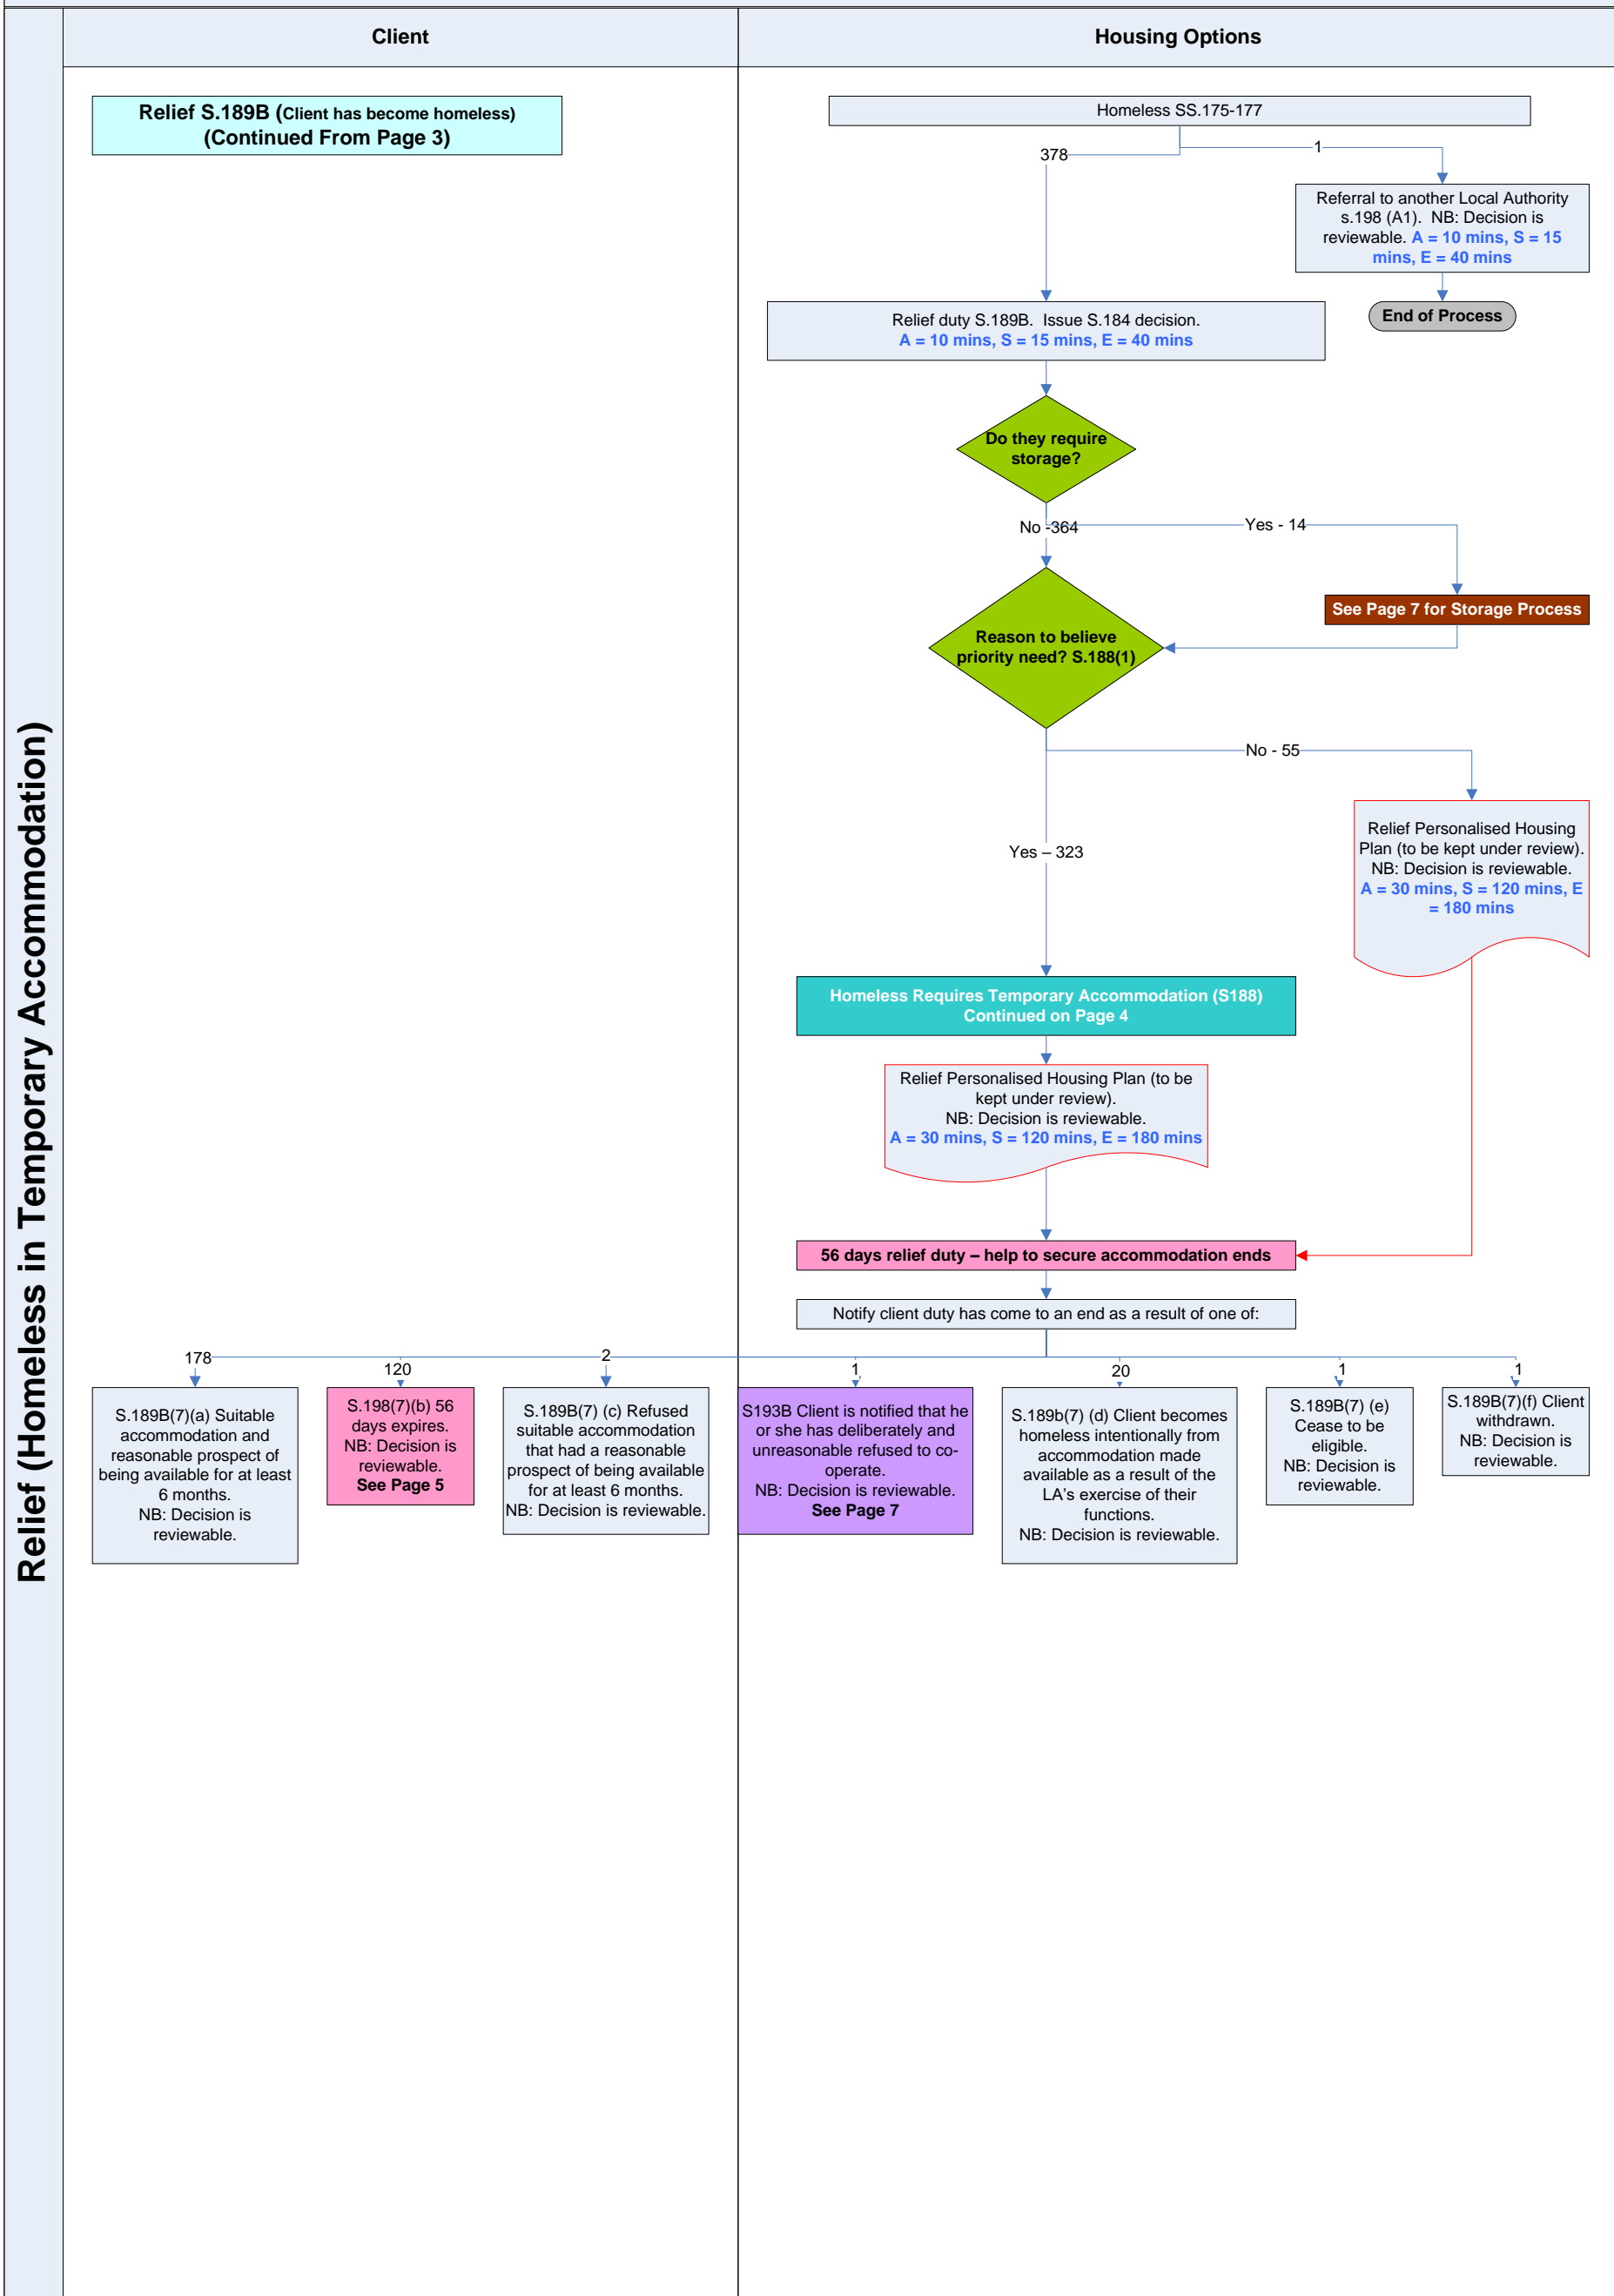 Client
Housing Options
Relief (Homeless in Temporary Accommodation)
Relief S.189B (Client has become homeless)
(Continued From Page 3)
Homeless SS.175-177
378
1
Referral to another Local Authority
s.198 (A1).  NB: Decision is
reviewable. A = 10 mins, S = 15
mins, E = 40 mins
End of Process
Relief duty S.189B.  Issue S.184 decision.
A = 10 mins, S = 15 mins, E = 40 mins
Do they require
storage?
No -364
Yes - 14
See Page 7 for Storage Process
Reason to believe
priority need? S.188(1)
No - 55
Yes – 323
Relief Personalised Housing
Plan (to be kept under review).
NB: Decision is reviewable.
A = 30 mins, S = 120 mins, E
= 180 mins
Homeless Requires Temporary Accommodation (S188)
Continued on Page 4
Relief Personalised Housing Plan (to be
kept under review).
NB: Decision is reviewable.
A = 30 mins, S = 120 mins, E = 180 mins
56 days relief duty – help to secure accommodation ends
Notify client duty has come to an end as a result of one of:
178
120
2
1
20
1
1
S.189B(7)(a) Suitable
accommodation and
reasonable prospect of
being available for at least
6 months.
NB: Decision is
reviewable.
S.198(7)(b) 56
days expires.
NB: Decision is
reviewable.
See Page 5
S.189B(7) (c) Refused
suitable accommodation
that had a reasonable
prospect of being available
for at least 6 months.
NB: Decision is reviewable.
S193B Client is notified that he
or she has deliberately and
unreasonable refused to co-
operate.
NB: Decision is reviewable.
See Page 7
S.189b(7) (d) Client becomes
homeless intentionally from
accommodation made
available as a result of the
LA's exercise of their
functions.
NB: Decision is reviewable.
S.189B(7) (e)
Cease to be
eligible.
NB: Decision is
reviewable.
S.189B(7)(f) Client
withdrawn.
NB: Decision is
reviewable.